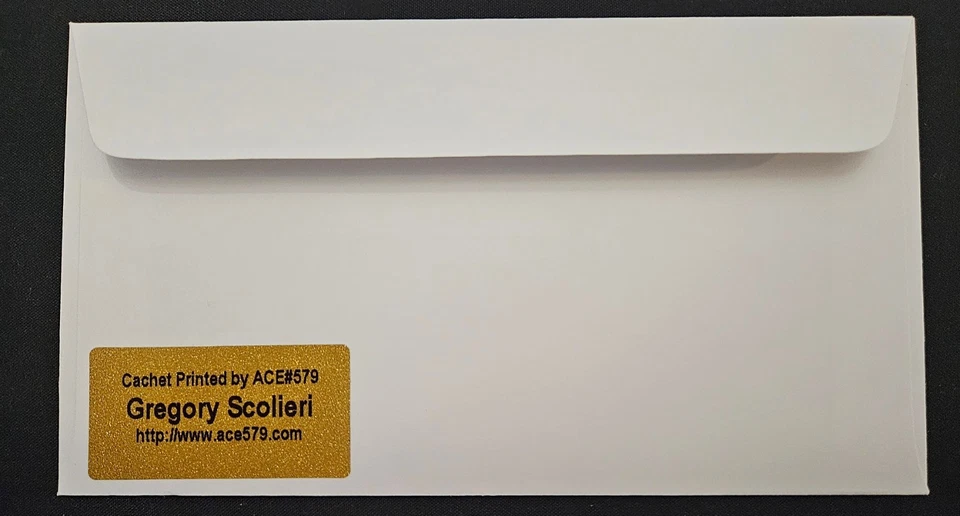 Cachet Printed by ACE#579
Gregory Scolieri
http://www.ace579.com